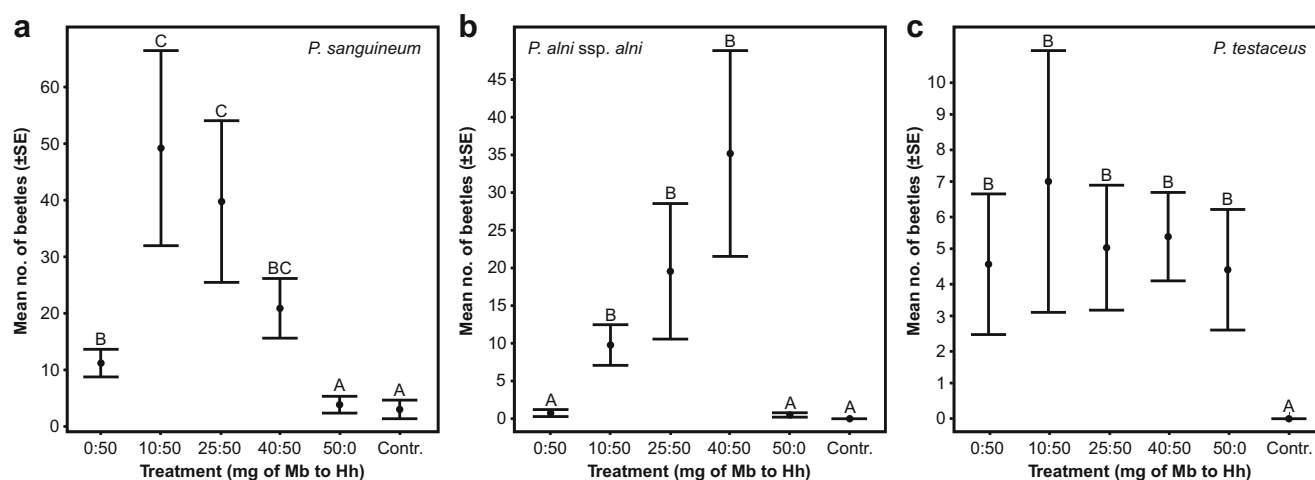 a
P. sanguineum
Mean no. of beetles (±SE)
60
50
40
30
20
10
0
B
C
C
BC
A
A
0:50 10:50 25:50 40:50 50:0 Contr.
Treatment (mg of Mb to Hh)
b
P. alni ssp. alni
Mean no. of beetles (±SE)
45
40
35
30
25
20
15
10
5
0
A
B
B
B
A
A
0:50 10:50 25:50 40:50 50:0 Contr.
Treatment (mg of Mb to Hh)
c
P. testaceus
Mean no. of beetles (±SE)
10
9
8
7
6
5
4
3
2
1
0
B
B
B
B
B
A
0:50 10:50 25:50 40:50 50:0 Contr.
Treatment (mg of Mb to Hh)